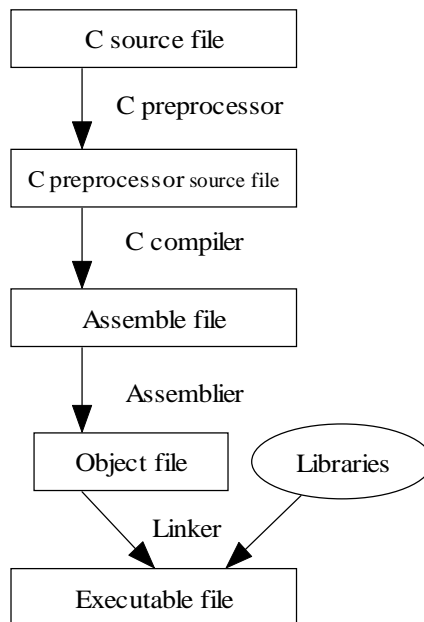 C source file
C preprocessor
C preprocessor source file
C compiler
Assemble file
Assemblier
Object file
Libraries
Linker
Executable file